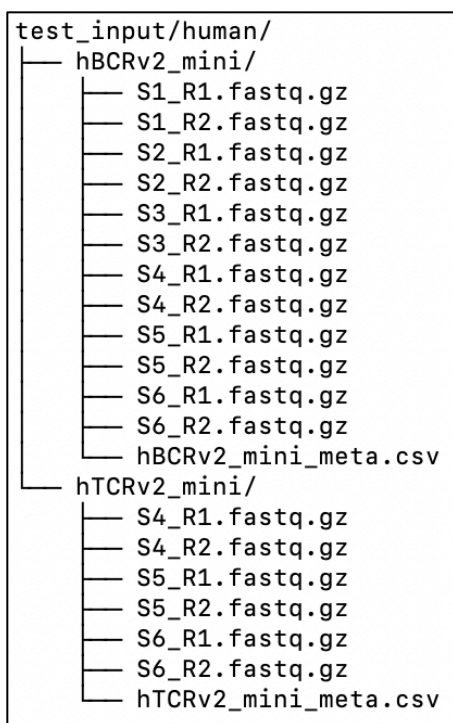 test_input/human/
├── hBCRv2_mini/
│   ├── S1_R1.fastq.gz
│   ├── S1_R2.fastq.gz
│   ├── S2_R1.fastq.gz
│   ├── S2_R2.fastq.gz
│   ├── S3_R1.fastq.gz
│   ├── S3_R2.fastq.gz
│   ├── S4_R1.fastq.gz
│   ├── S4_R2.fastq.gz
│   ├── S5_R1.fastq.gz
│   ├── S5_R2.fastq.gz
│   ├── S6_R1.fastq.gz
│   ├── S6_R2.fastq.gz
│   └── hBCRv2_mini_meta.csv
└── hTCRv2_mini/
    ├── S4_R1.fastq.gz
    ├── S4_R2.fastq.gz
    ├── S5_R1.fastq.gz
    ├── S5_R2.fastq.gz
    ├── S6_R1.fastq.gz
    ├── S6_R2.fastq.gz
    └── hTCRv2_mini_meta.csv